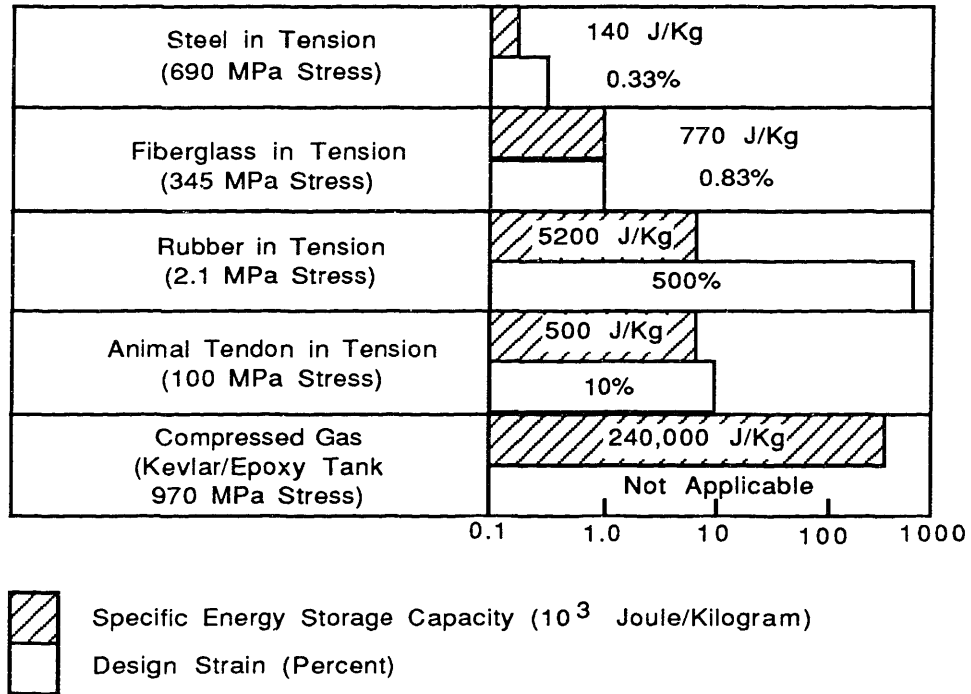 Steel in Tension
(690 MPa Stress)
140 J/Kg
0.33%
Fiberglass in Tension
(345 MPa Stress)
770 J/Kg
0.83%
Rubber in Tension
(2.1 MPa Stress)
5200 J/Kg
500%
Animal Tendon in Tension
(100 MPa Stress)
500 J/Kg
10%
Compressed Gas
(Kevlar/Epoxy Tank
970 MPa Stress)
240,000 J/Kg
Not Applicable
0.1 1.0 10 100 1000
Specific Energy Storage Capacity (10³ Joule/Kilogram)
Design Strain (Percent)